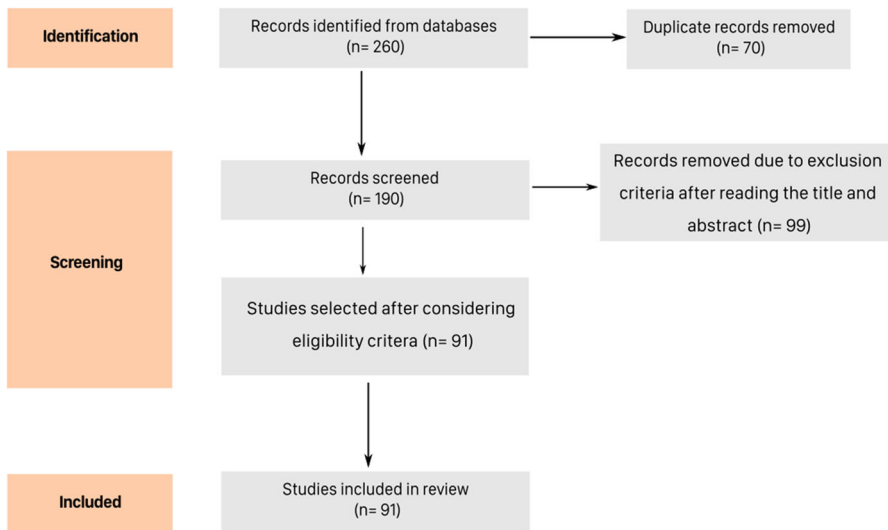 Identification
Records identified from databases
(n= 260)
Duplicate records removed
(n= 70)
Screening
Records screened
(n= 190)
Records removed due to exclusion
criteria after reading the title and
abstract (n= 99)
Studies selected after considering
eligibility critera (n= 91)
Included
Studies included in review
(n= 91)